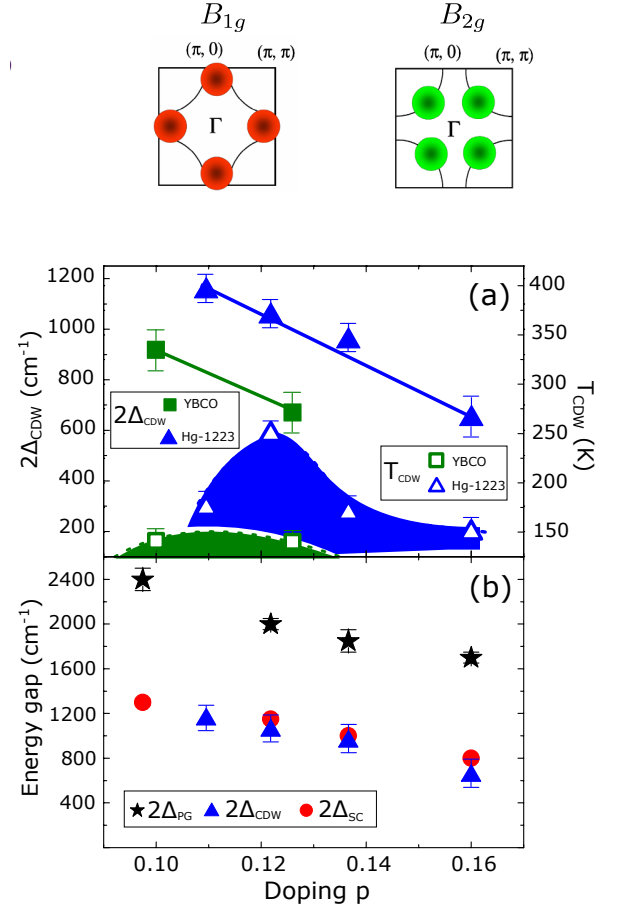 B1g B2g
(π, 0) (π, π) (π, 0) (π, π)
Γ Γ
(a)
1200
1000
800
600
400
200
2ΔCDW (cm-1)
400
350
300
250
200
150
TCDW (K)
2ΔCDW
YBCO
Hg-1223
TCDW
YBCO
Hg-1223
(b)
2400
2000
1600
1200
800
400
Energy gap (cm-1)
2ΔPG 2ΔCDW 2ΔSC
0.10 0.12 0.14 0.16
Doping p